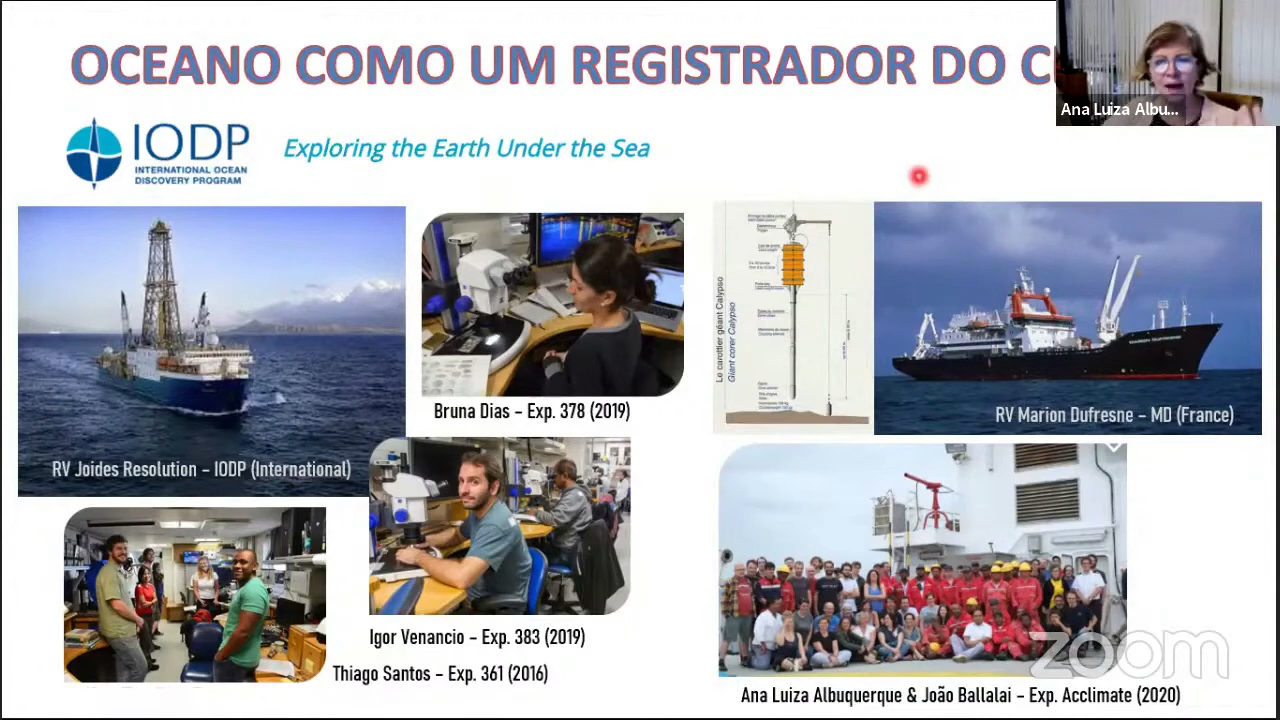 OCEANO COMO UM REGISTRADOR DO C
Ana Luiza Albu...
IODP
INTERNATIONAL OCEAN
DISCOVERY PROGRAM
Exploring the Earth Under the Sea
RV Joides Resolution – IODP (International)
Bruna Dias – Exp. 378 (2019)
Le carottier géant Calypso
Giant corer Calypso
RV Marion Dufresne – MD (France)
Igor Venancio – Exp. 383 (2019)
Thiago Santos – Exp. 361 (2016)
zoom
Ana Luiza Albuquerque & João Ballalai – Exp. Acclimate (2020)